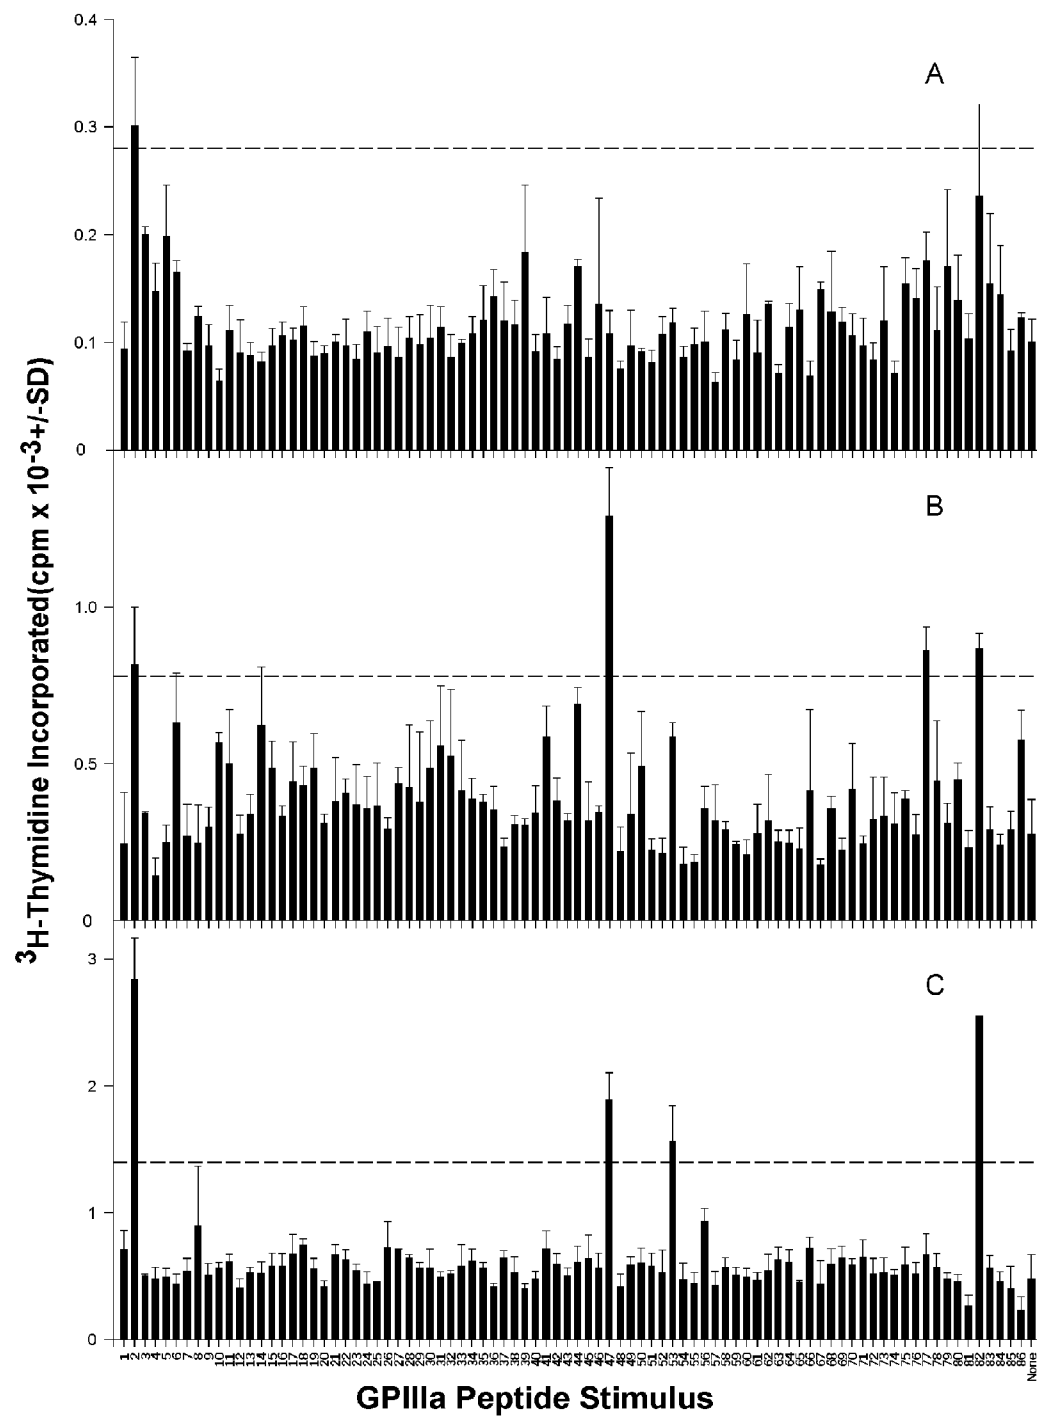 0.4
A
0.3
0.2
0.1
0
B
1.0
0.5
0
C
3
2
1
0
³H-Thymidine Incorporated(cpm x 10⁻³+/-SD)
1 2 3 4 5 6 7 8 9 10 11 12 13 14 15 16 17 18 19 20 21 22 23 24 25 26 27 28 29 30 31 32 33 34 35 36 37 38 39 40 41 42 43 44 45 46 47 48 49 50 51 52 53 54 55 56 57 58 59 60 61 62 63 64 65 66 67 68 69 70 71 72 73 74 75 76 77 78 79 80 81 82 83 84 85 86 None
GPIIIa Peptide Stimulus